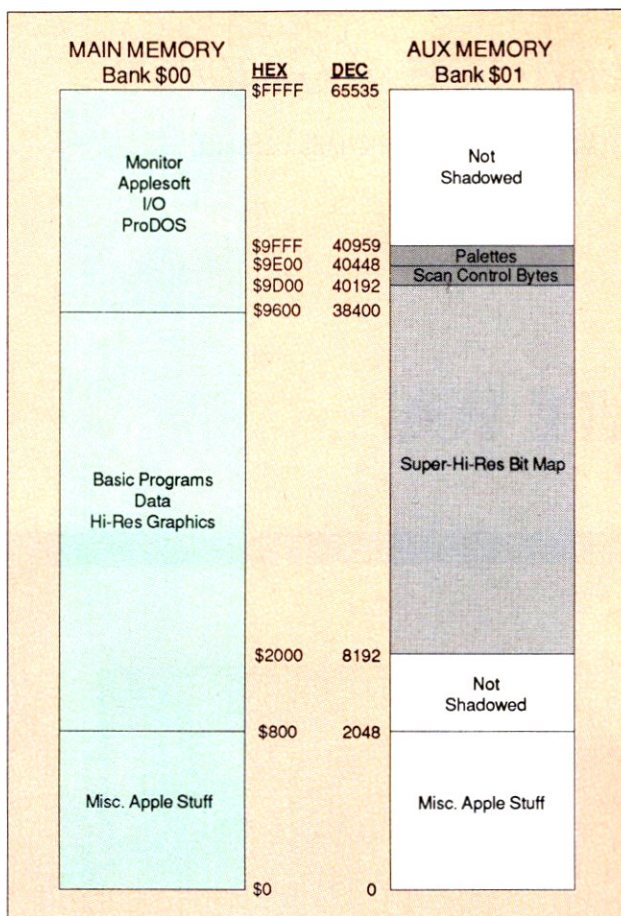 MAIN MEMORY
Bank $00
HEX DEC
AUX MEMORY
Bank $01
$FFFF 65535
Monitor
Applesoft
I/O
ProDOS
Not
Shadowed
$9FFF 40959
Palettes
$9E00 40448
Scan Control Bytes
$9D00 40192
$9600 38400
Basic Programs
Data
Hi-Res Graphics
Super-Hi-Res Bit Map
$2000 8192
Not
Shadowed
$800 2048
Misc. Apple Stuff
Misc. Apple Stuff
$0 0